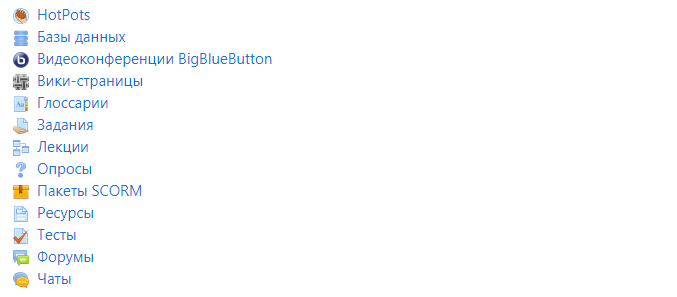 HotPots
Базы данных
Видеоконференции BigBlueButton
Вики-страницы
Глоссарии
Задания
Лекции
Опросы
Пакеты SCORM
Ресурсы
Тесты
Форумы
Чаты